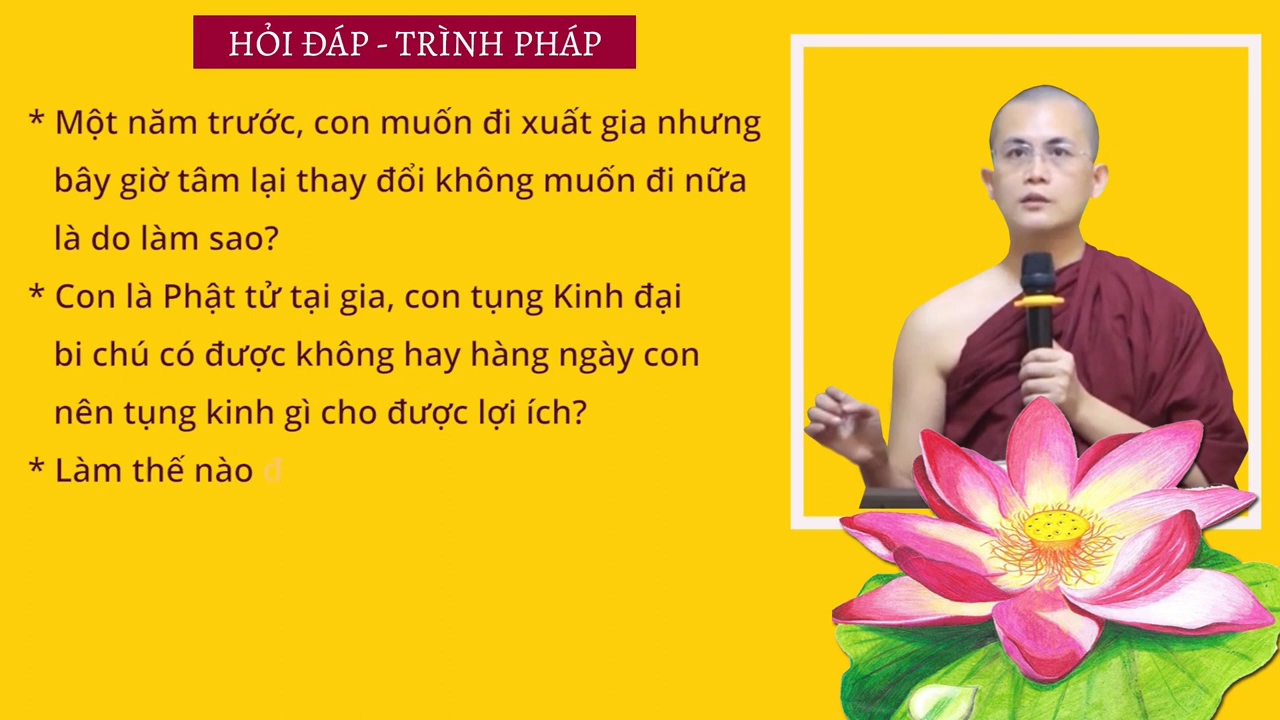 HỎI ĐÁP - TRÌNH PHÁP
* Một năm trước, con muốn đi xuất gia nhưng
bây giờ tâm lại thay đổi không muốn đi nữa
là do làm sao?
* Con là Phật tử tại gia, con tụng Kinh đại
bi chú có được không hay hàng ngày con
nên tụng kinh gì cho được lợi ích?
* Làm thế nào đ